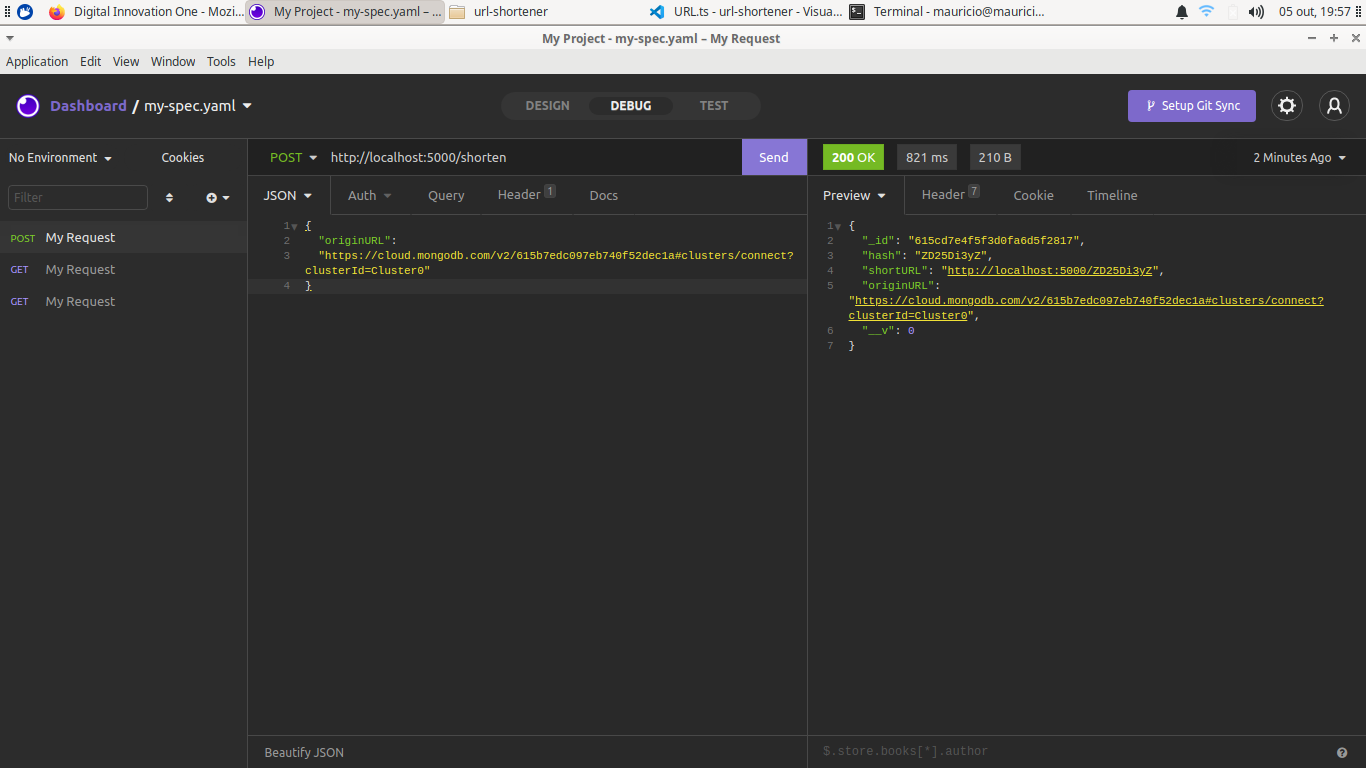 Digital Innovation One - Mozi...
My Project - my-spec.yaml – ...
url-shortener
URL.ts - url-shortener - Visua...
Terminal - mauricio@maurici...
05 out, 19:57
My Project - my-spec.yaml – My Request
Application Edit View Window Tools Help
Dashboard / my-spec.yaml
DESIGN DEBUG TEST
Setup Git Sync
No Environment Cookies
Filter
POST My Request
GET My Request
GET My Request
POST http://localhost:5000/shorten Send
JSON Auth Query Header 1 Docs
1 {
2 "originURL":
3 "https://cloud.mongodb.com/v2/615b7edc097eb740f52dec1a#clusters/connect?
clusterId=Cluster0"
4 }
Beautify JSON
200 OK 821 ms 210 B 2 Minutes Ago
Preview Header 7 Cookie Timeline
1 {
2 "_id": "615cd7e4f5f3d0fa6d5f2817",
3 "hash": "ZD25Di3yZ",
4 "shortURL": "http://localhost:5000/ZD25Di3yZ",
5 "originURL":
"https://cloud.mongodb.com/v2/615b7edc097eb740f52dec1a#clusters/connect?
clusterId=Cluster0",
6 "__v": 0
7 }
$.store.books[*].author